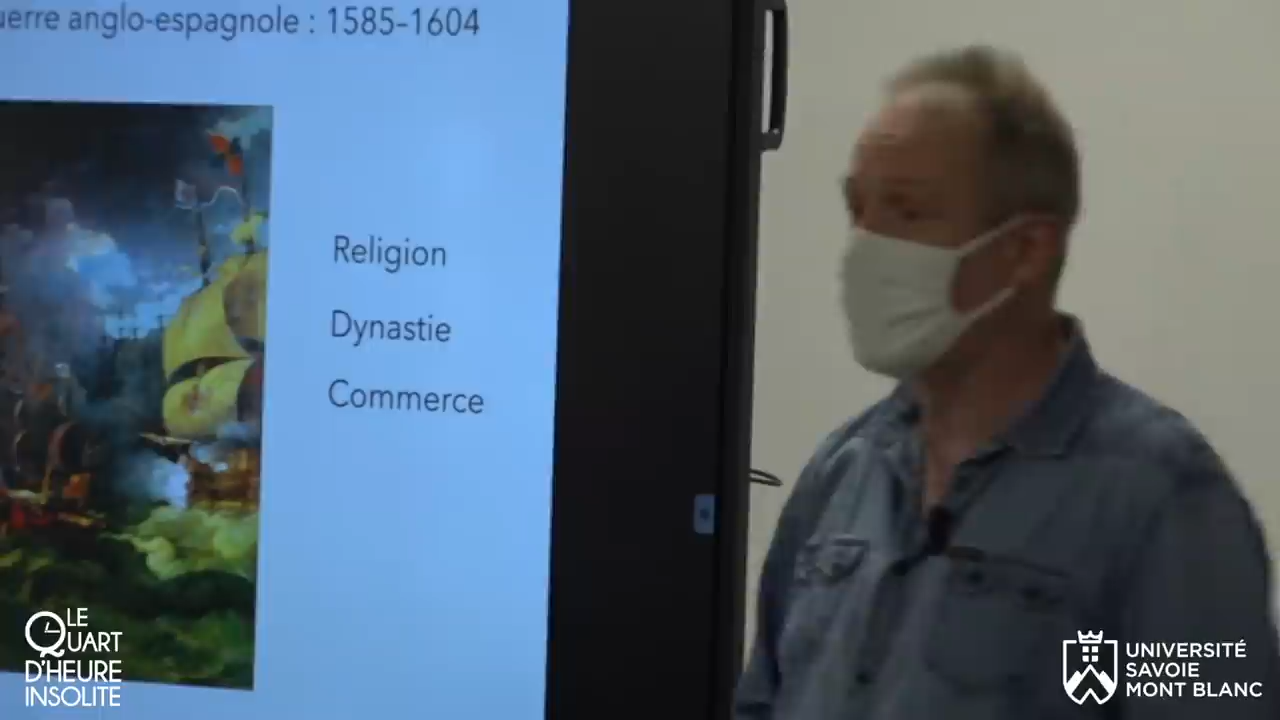 uerre anglo-espagnole : 1585-1604
Religion
Dynastie
Commerce
LE
QUART
D'HEURE
INSOLITE
UNIVERSITÉ
SAVOIE
MONT BLANC